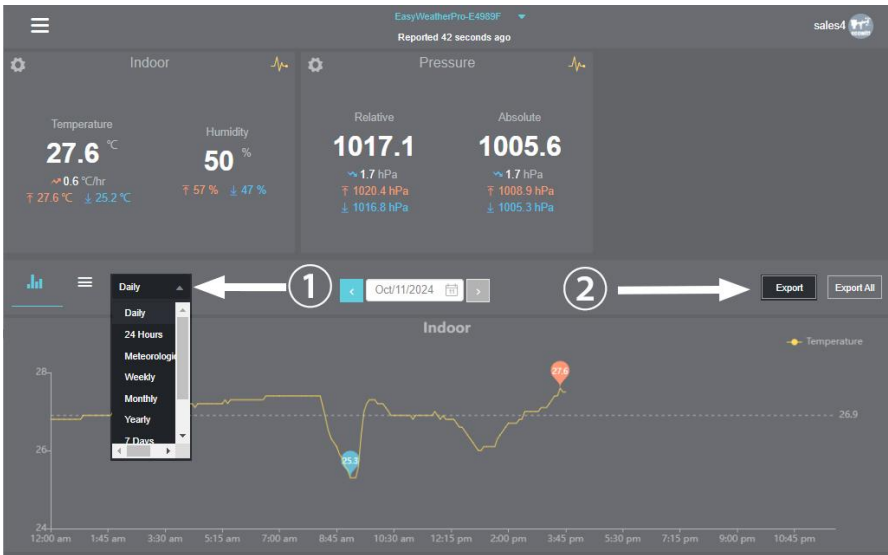 EasyWeatherPro-E4989F
Reported 42 seconds ago
sales4
Indoor
Pressure
Temperature
27.6 ℃
0.6 ℃/hr
27.6 ℃ 25.2 ℃
Humidity
50 %
57 % 47 %
Relative
1017.1
1.7 hPa
1020.4 hPa
1016.8 hPa
Absolute
1005.6
1.7 hPa
1008.9 hPa
1005.3 hPa
Daily
1
Oct/11/2024
2
Export
Export All
Daily
24 Hours
Meteorologi
Weekly
Monthly
Yearly
7 Days
Indoor
Temperature
28
27.6
26.9
26
25.3
24
12:00 am 1:45 am 3:30 am 5:15 am 7:00 am 8:45 am 10:30 am 12:15 pm 2:00 pm 3:45 pm 5:30 pm 7:15 pm 9:00 pm 10:45 pm